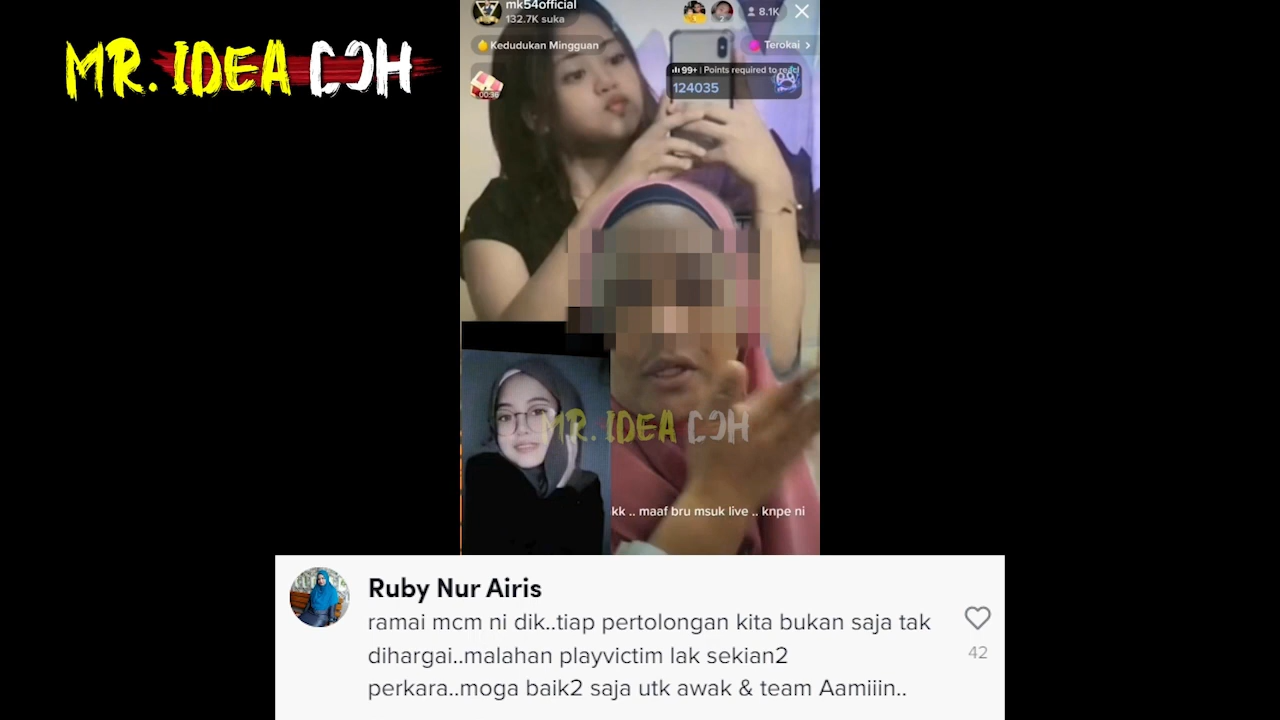 MR. IDEA
mk54official
132.7K suka
8.1K
Kedudukan Mingguan
Terokai >
99+ | Points required to
124035
00:36
MR. IDEA
kk .. maaf bru msuk live .. knpe ni
Ruby Nur Airis
ramai mcm ni dik..tiap pertolongan kita bukan saja tak
dihargai..malahan playvictim lak sekian2
perkara..moga baik2 saja utk awak & team Aamiiin..
42